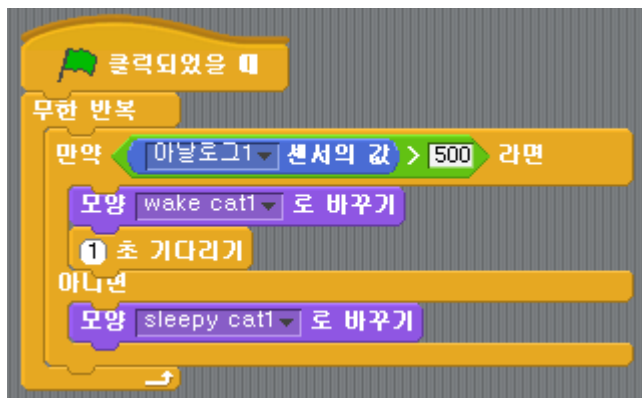 클릭되었을 때
무한 반복
만약 아날로그1 센서의 값 > 500 라면
모양 wake cat1 로 바꾸기
1 초 기다리기
아니면
모양 sleepy cat1 로 바꾸기